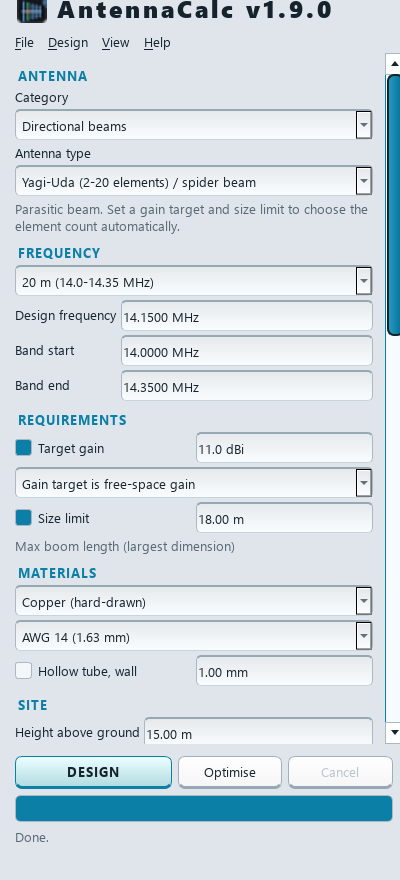 AntennaCalc v1.9.0
File Design View Help
ANTENNA
Category
Directional beams
Antenna type
Yagi-Uda (2-20 elements) / spider beam
Parasitic beam. Set a gain target and size limit to choose the
element count automatically.
FREQUENCY
20 m (14.0-14.35 MHz)
Design frequency 14.1500 MHz
Band start 14.0000 MHz
Band end 14.3500 MHz
REQUIREMENTS
Target gain 11.0 dBi
Gain target is free-space gain
Size limit 18.00 m
Max boom length (largest dimension)
MATERIALS
Copper (hard-drawn)
AWG 14 (1.63 mm)
Hollow tube, wall 1.00 mm
SITE
Height above ground 15.00 m
DESIGN Optimise Cancel
Done.